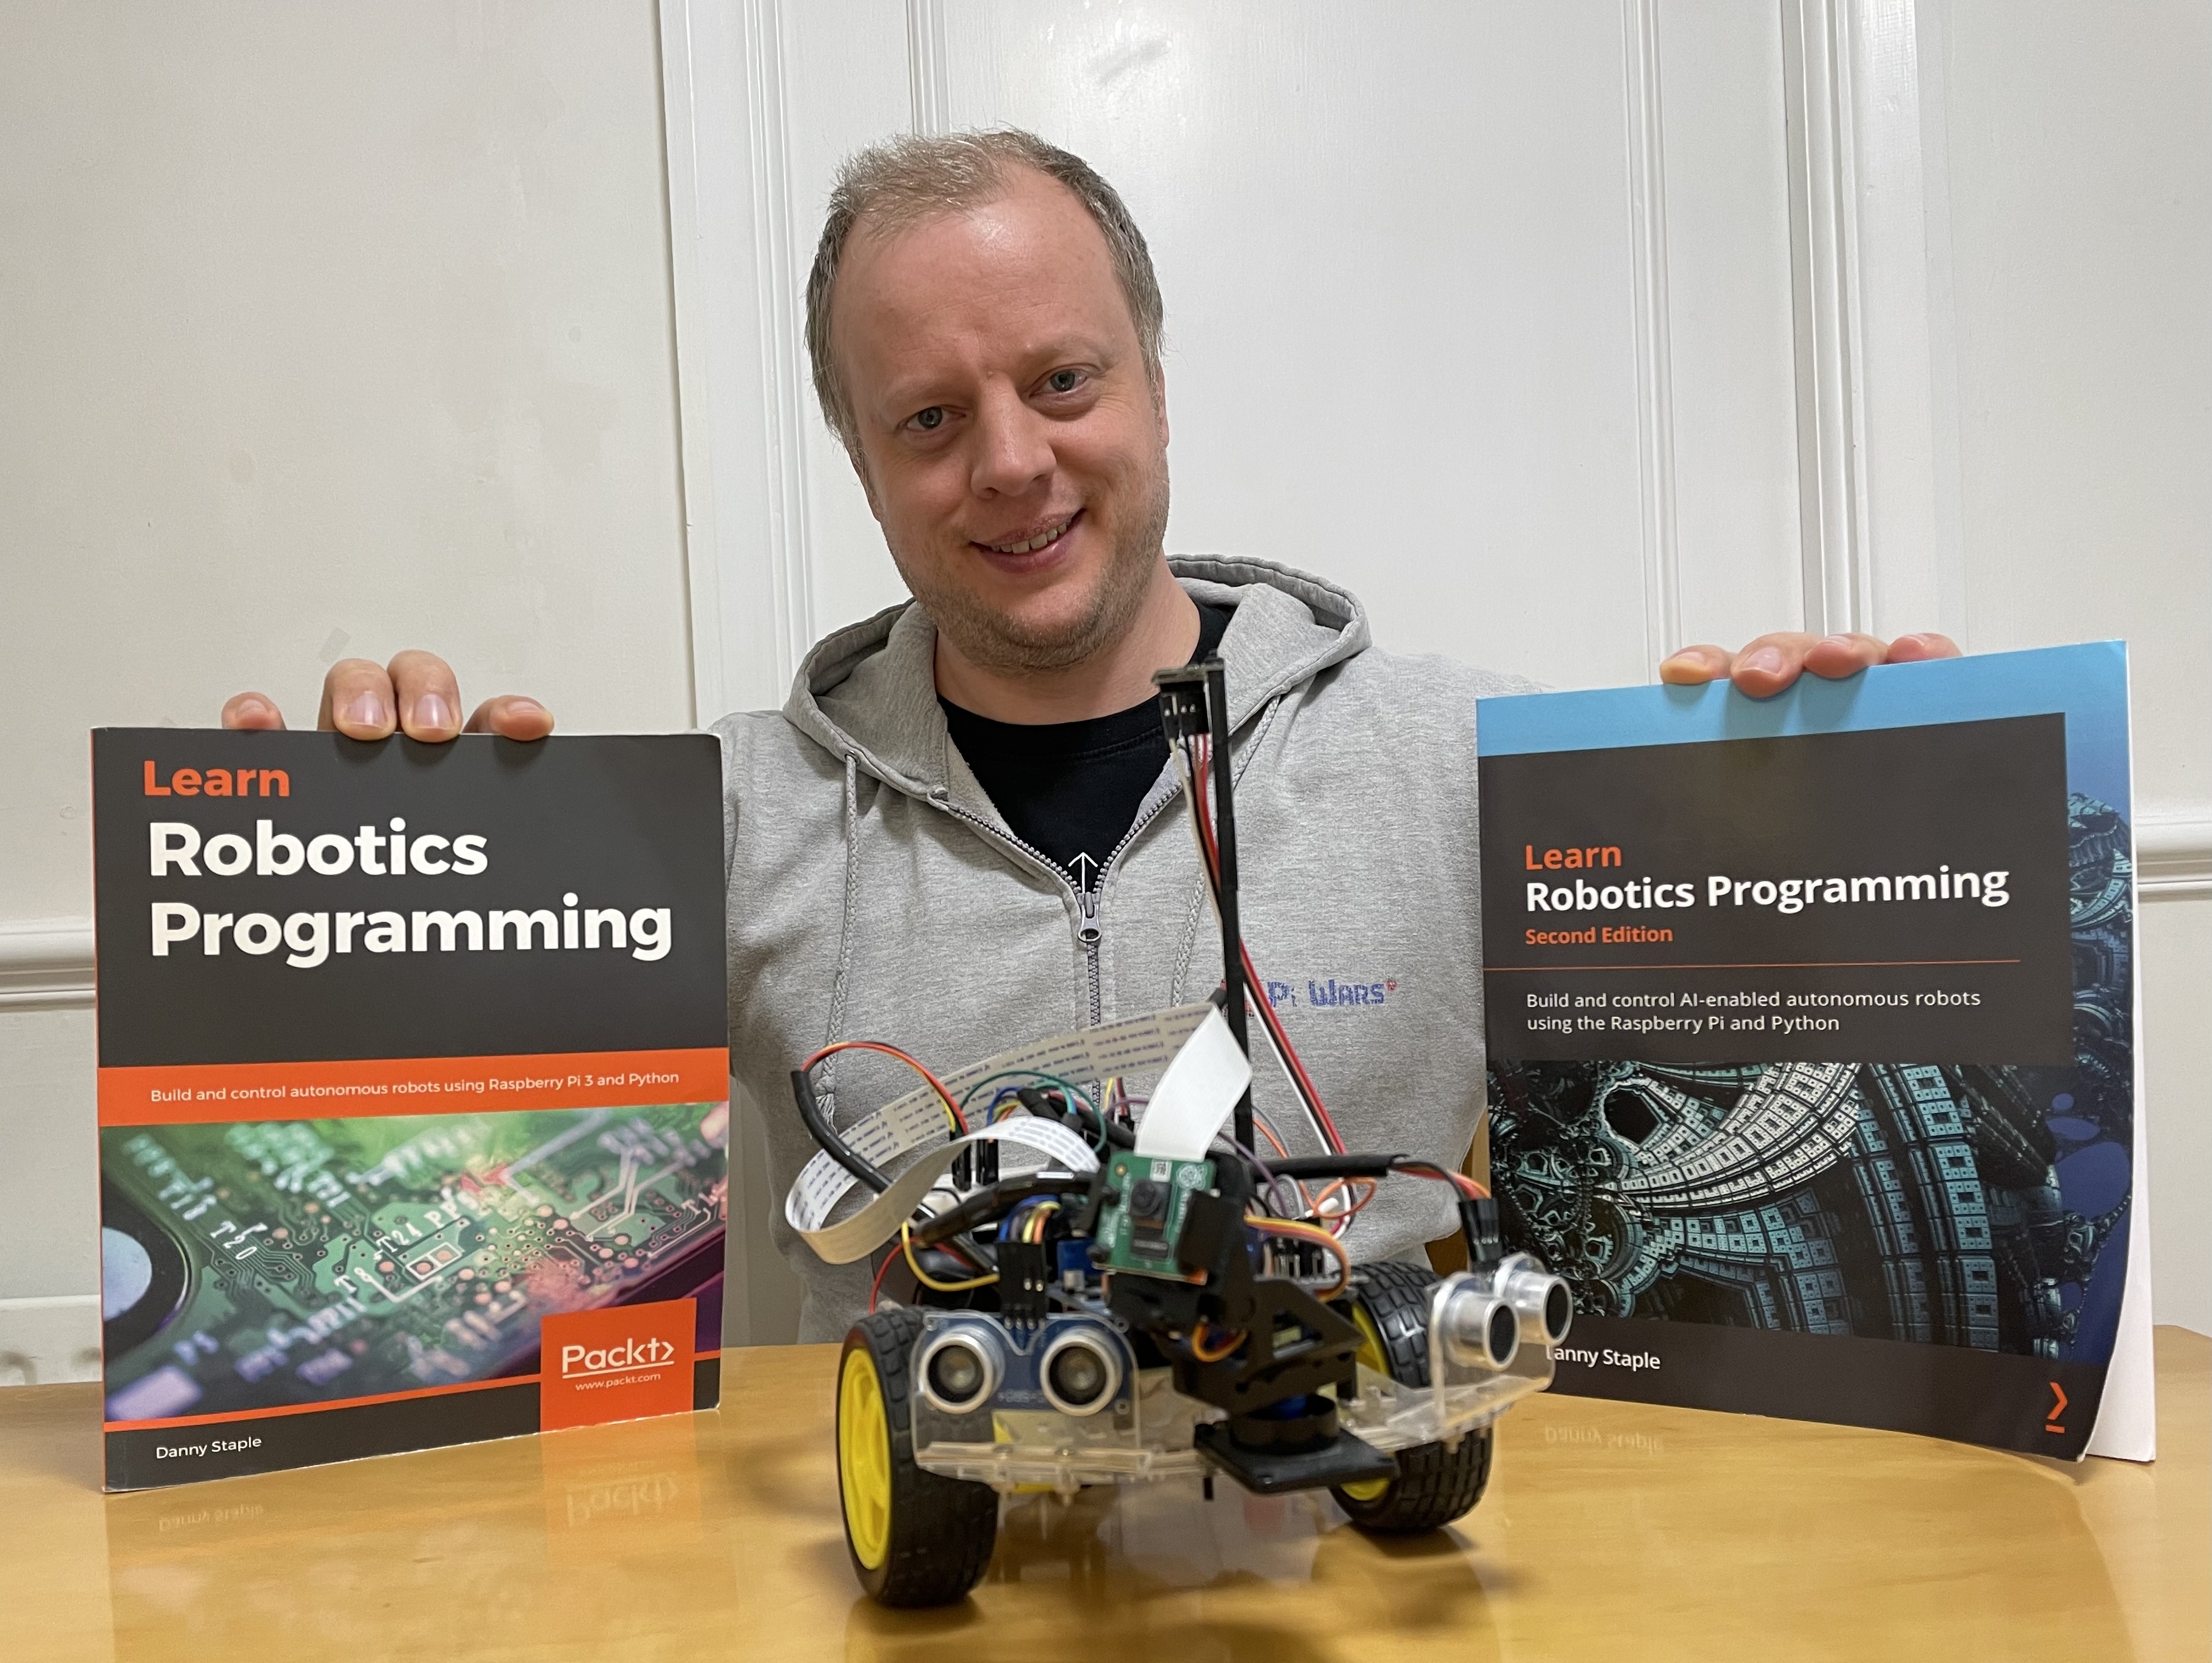 Learn
Robotics
Programming
Build and control autonomous robots using Raspberry Pi 3 and Python
T20
T24
Packt>
www.packt.com
Danny Staple
Pi WARS
Learn
Robotics Programming
Second Edition
Build and control AI-enabled autonomous robots
using the Raspberry Pi and Python
anny Staple